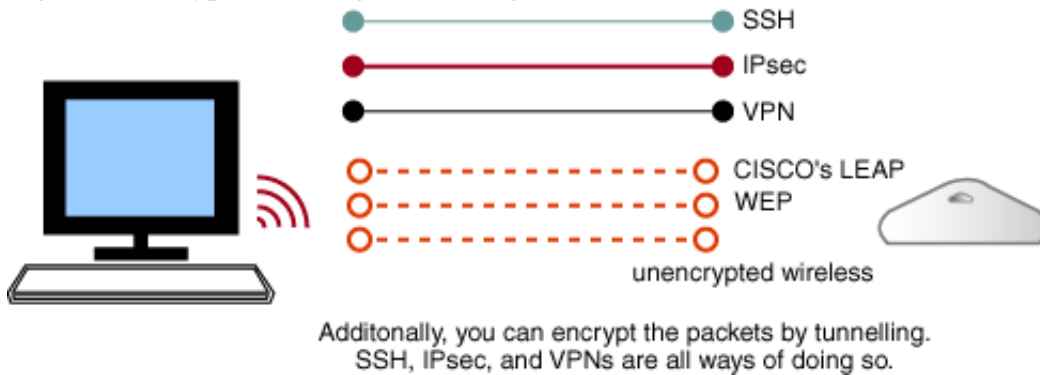 SSH
IPsec
VPN
CISCO's LEAP
WEP
unencrypted wireless
Additonally, you can encrypt the packets by tunnelling.
SSH, IPsec, and VPNs are all ways of doing so.